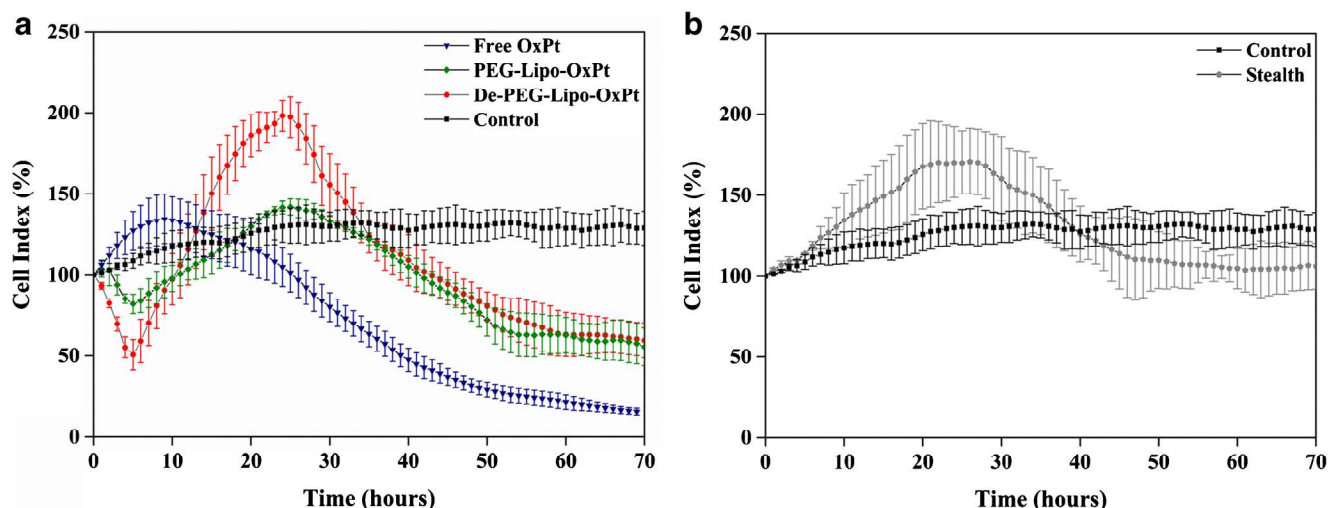 a
250
200
150
100
50
0
Cell Index (%)
Free OxPt
PEG-Lipo-OxPt
De-PEG-Lipo-OxPt
Control
0 10 20 30 40 50 60 70
Time (hours)
b
250
200
150
100
50
0
Cell Index (%)
Control
Stealth
0 10 20 30 40 50 60 70
Time (hours)